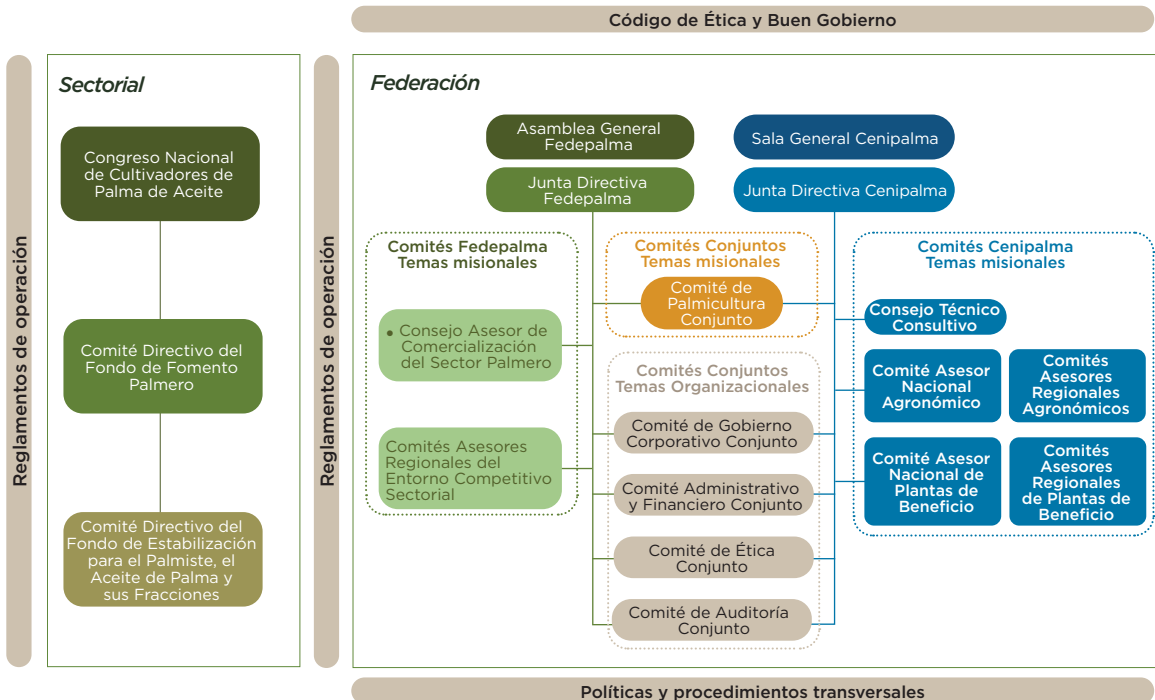 Código de Ética y Buen Gobierno
Reglamentos de operación
Sectorial
Congreso Nacional
de Cultivadores de
Palma de Aceite
Comité Directivo del
Fondo de Fomento
Palmero
Comité Directivo del
Fondo de Estabilización
para el Palmiste, el
Aceite de Palma y
sus Fracciones
Reglamentos de operación
Federación
Asamblea General
Fedepalma
Sala General Cenipalma
Junta Directiva
Fedepalma
Junta Directiva Cenipalma
Comités Fedepalma
Temas misionales
• Consejo Asesor de
Comercialización
del Sector Palmero
Comités Asesores
Regionales del
Entorno Competitivo
Sectorial
Comités Conjuntos
Temas misionales
Comité de
Palmicultura
Conjunto
Comités Conjuntos
Temas Organizacionales
Comité de Gobierno
Corporativo Conjunto
Comité Administrativo
y Financiero Conjunto
Comité de Ética
Conjunto
Comité de Auditoría
Conjunto
Comités Cenipalma
Temas misionales
Consejo Técnico
Consultivo
Comité Asesor
Nacional
Agronómico
Comités
Asesores
Regionales
Agronómicos
Comité Asesor
Nacional de
Plantas de
Beneficio
Comités
Asesores
Regionales
de Plantas de
Beneficio
Políticas y procedimientos transversales